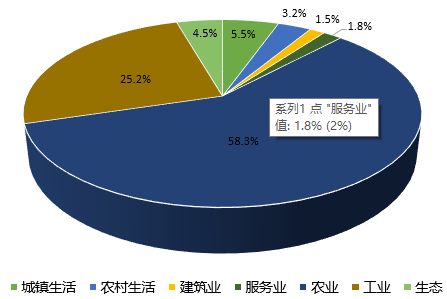 4.5%
5.5%
3.2%
1.5%
1.8%
25.2%
系列1 点 "服务业"
值: 1.8% (2%)
58.3%
城镇生活 农村生活 建筑业 服务业 农业 工业 生态